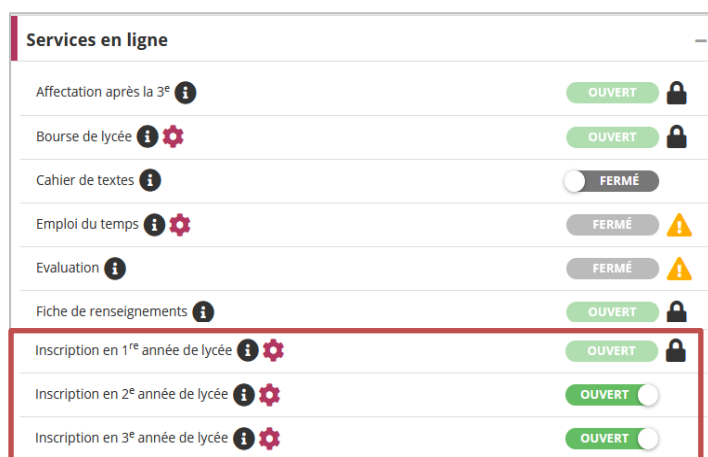 Services en ligne
Affectation après la 3e OUVERT
Bourse de lycée OUVERT
Cahier de textes FERMÉ
Emploi du temps FERMÉ
Evaluation FERMÉ
Fiche de renseignements OUVERT
Inscription en 1re année de lycée OUVERT
Inscription en 2e année de lycée OUVERT
Inscription en 3e année de lycée OUVERT